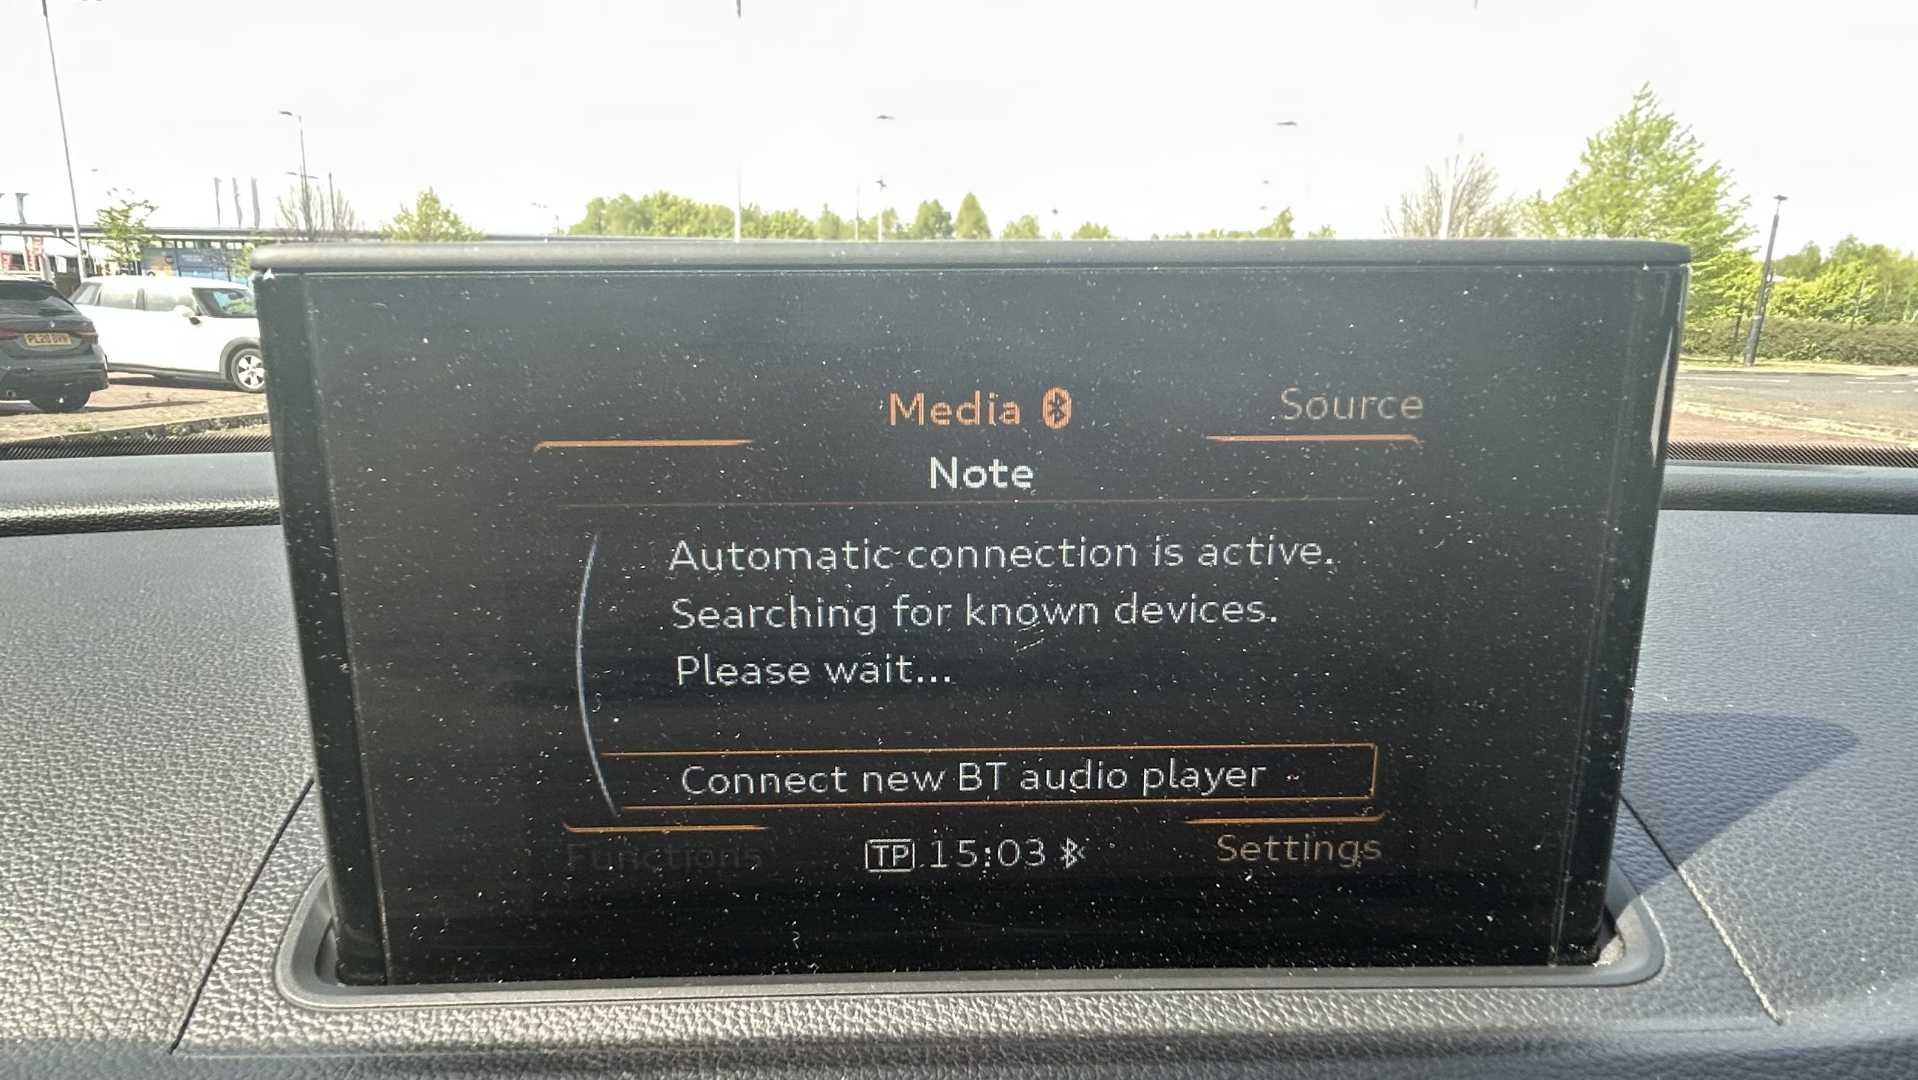 Media
Source
Note
Automatic connection is active.
Searching for known devices.
Please wait...
Connect new BT audio player
Functions
TP 15:03
Settings